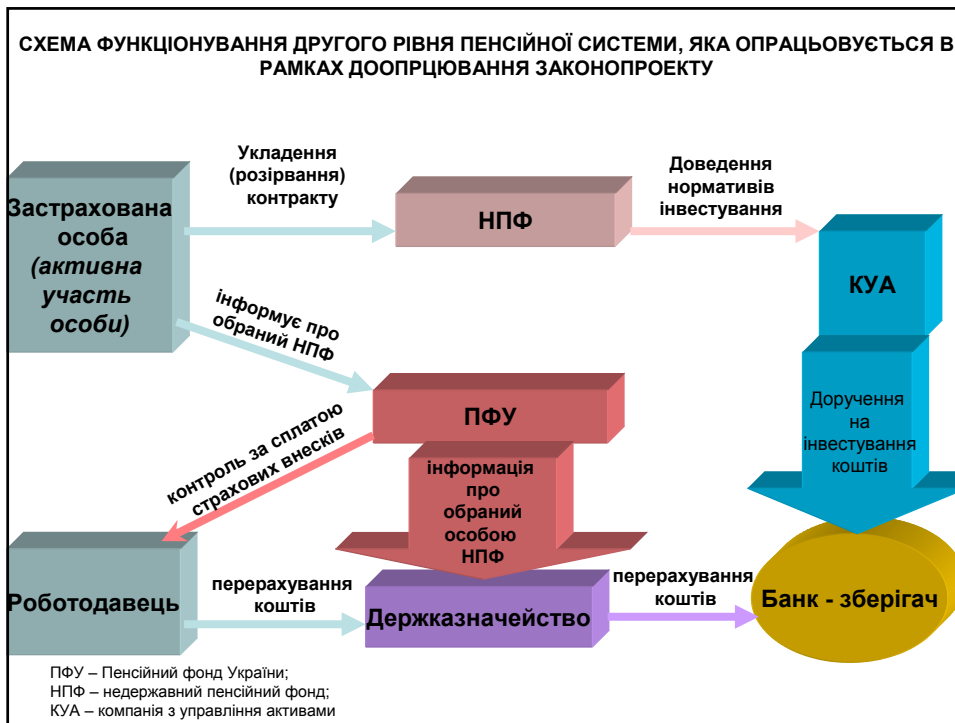 СХЕМА ФУНКЦІОНУВАННЯ ДРУГОГО РІВНЯ ПЕНСІЙНОЇ СИСТЕМИ, ЯКА ОПРАЦЬОВУЄТЬСЯ В
РАМКАХ ДООПРЦЮВАННЯ ЗАКОНОПРОЕКТУ
Застрахована
особа
(активна
участь
особи)
Укладення
(розірвання)
контракту
НПФ
Доведення
нормативів
інвестування
КУА
інформує про
обраний НПФ
ПФУ
Доручення
на
інвестування
коштів
контроль за сплатою
страхових внесків
інформація
про
обраний
особою
НПФ
Роботодавець
перерахування
коштів
Держказначейство
перерахування
коштів
Банк - зберігач
ПФУ – Пенсійний фонд України;
НПФ – недержавний пенсійний фонд;
КУА – компанія з управління активами